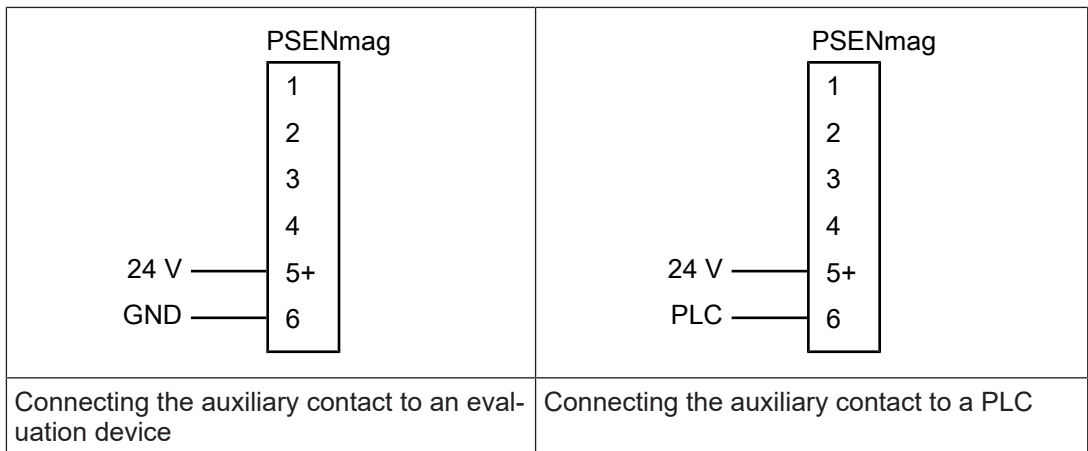 PSENmag
1
2
3
4
24 V 5+
GND 6
Connecting the auxiliary contact to an eval-
uation device
PSENmag
1
2
3
4
24 V 5+
PLC 6
Connecting the auxiliary contact to a PLC